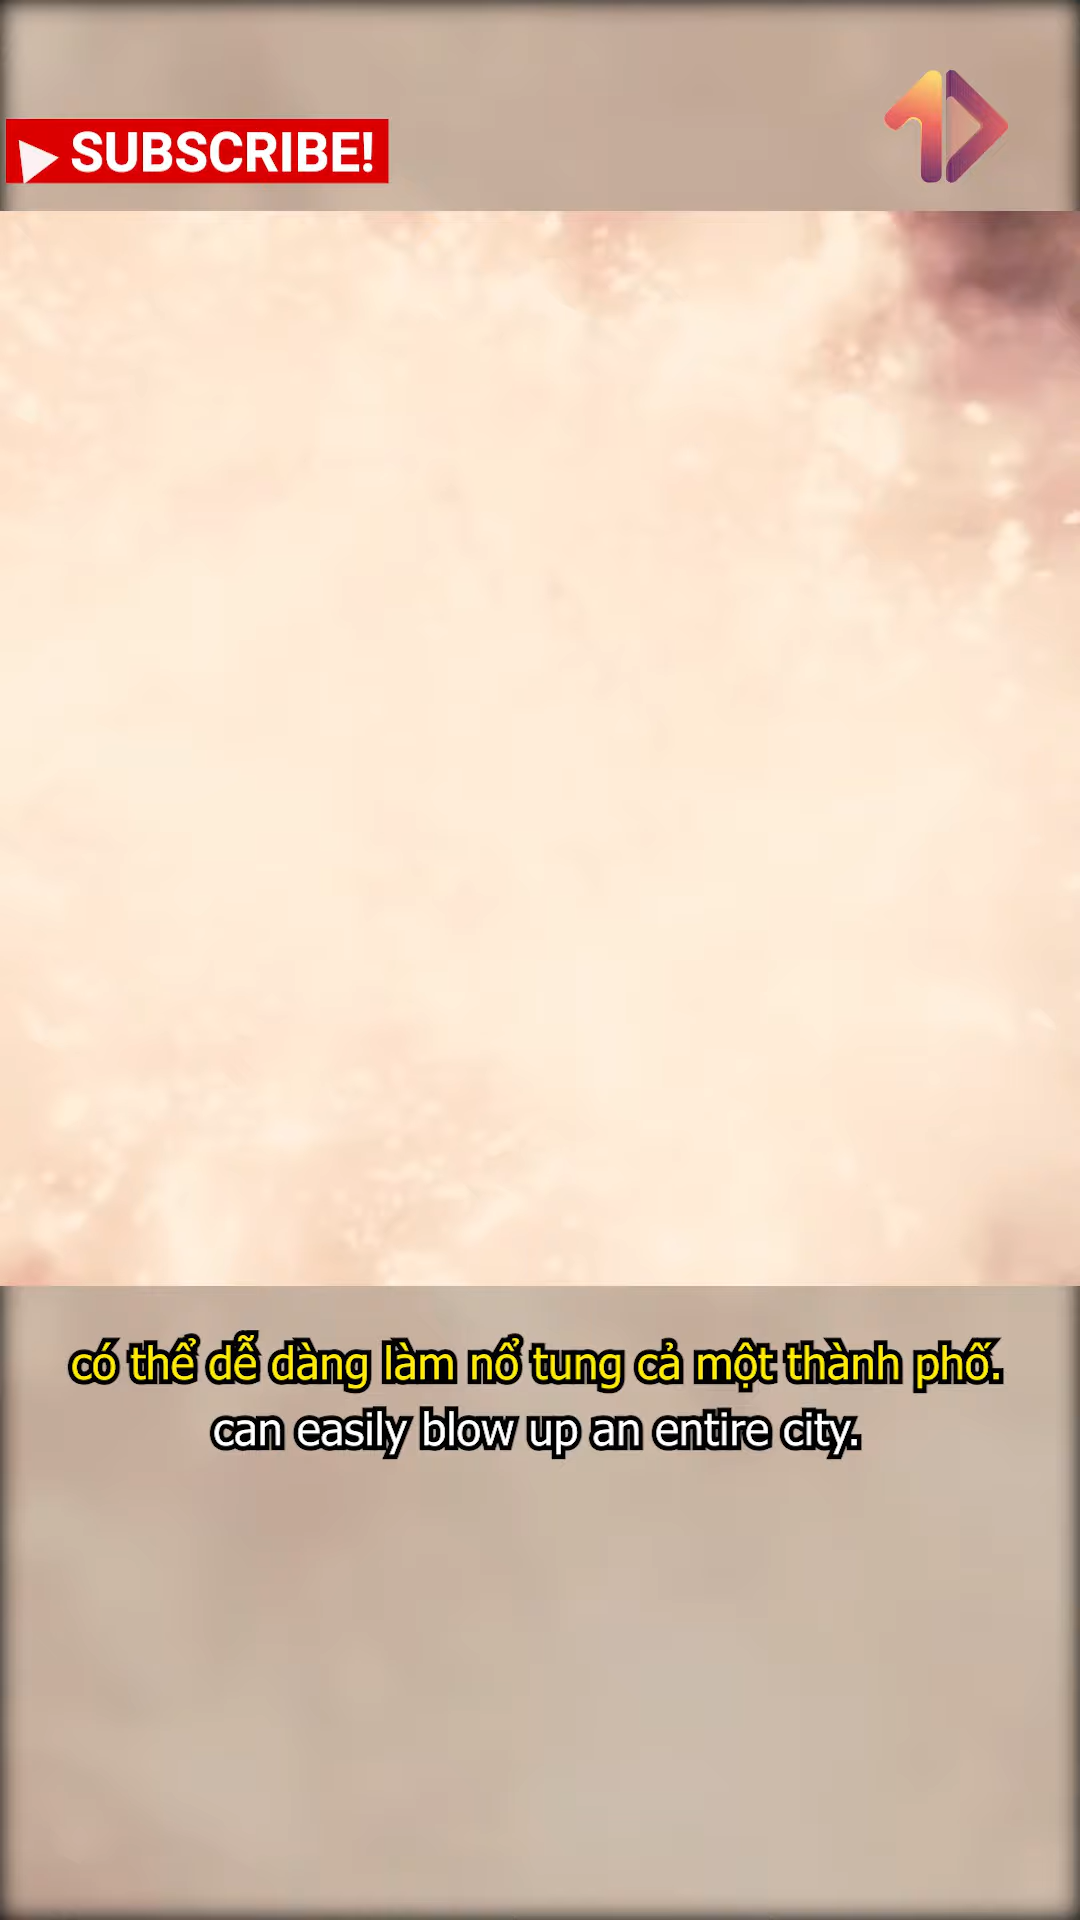 SUBSCRIBE!
có thể dễ dàng làm nổ tung cả một thành phố.
can easily blow up an entire city.